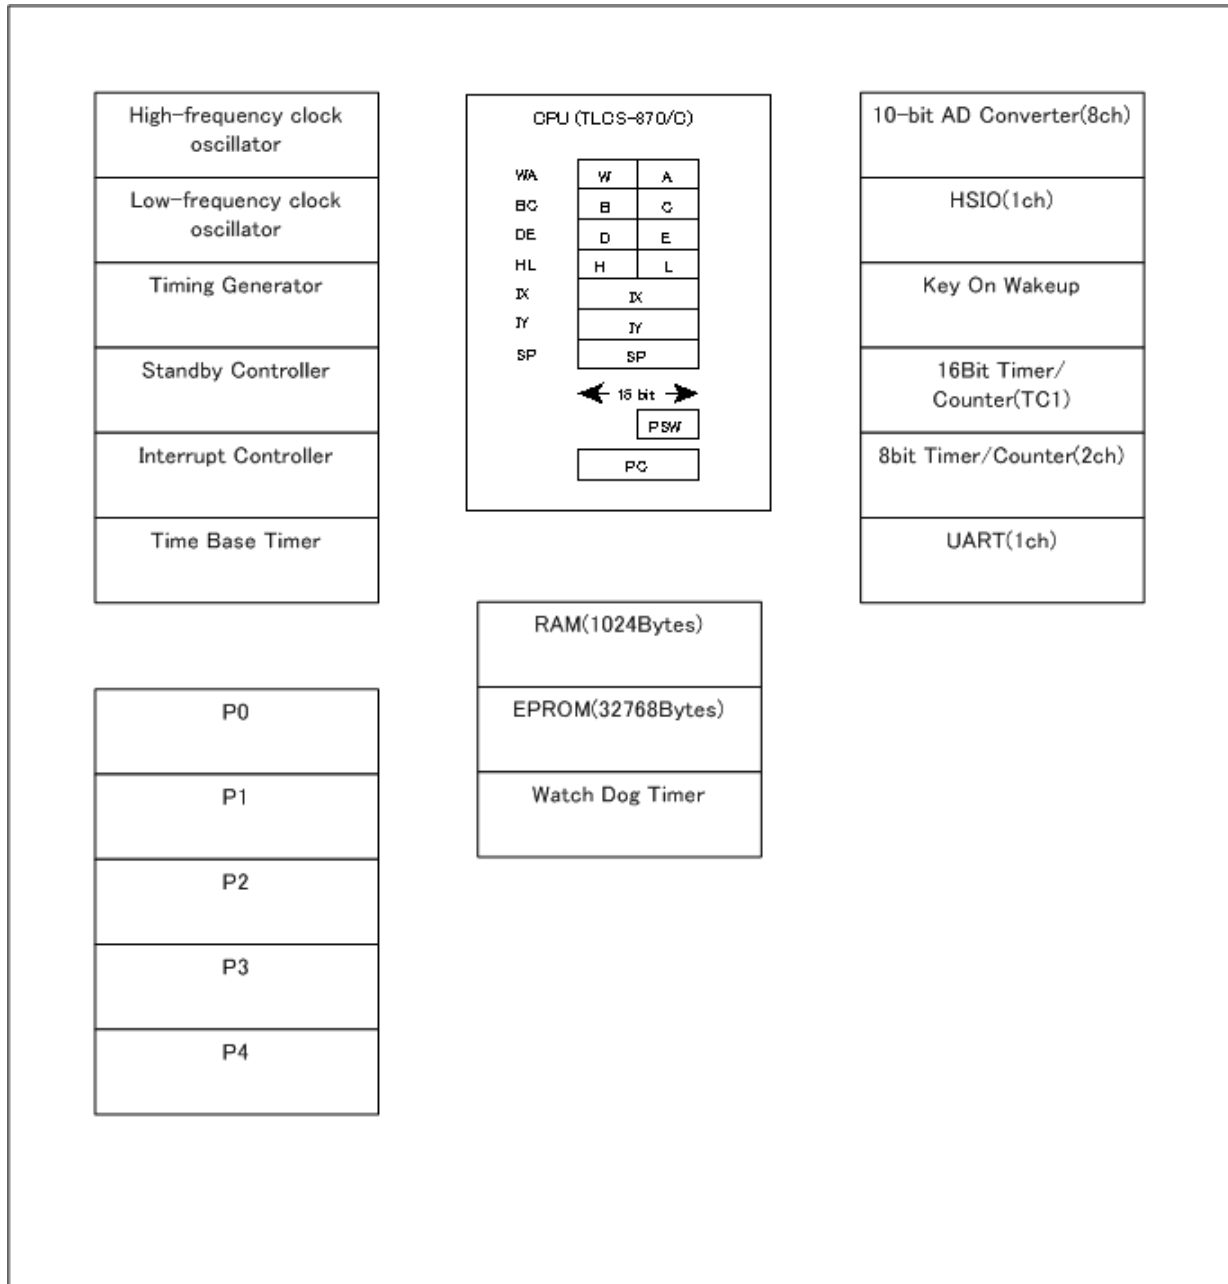 High-frequency clock
oscillator
Low-frequency clock
oscillator
Timing Generator
Standby Controller
Interrupt Controller
Time Base Timer
P0
P1
P2
P3
P4
CPU (TLCS-870/C)
WA W A
BC B C
DE D E
HL H L
IX IX
IY IY
SP SP
16 bit
PSW
PC
RAM(1024Bytes)
EPROM(32768Bytes)
Watch Dog Timer
10-bit AD Converter(8ch)
HSIO(1ch)
Key On Wakeup
16Bit Timer/
Counter(TC1)
8bit Timer/Counter(2ch)
UART(1ch)